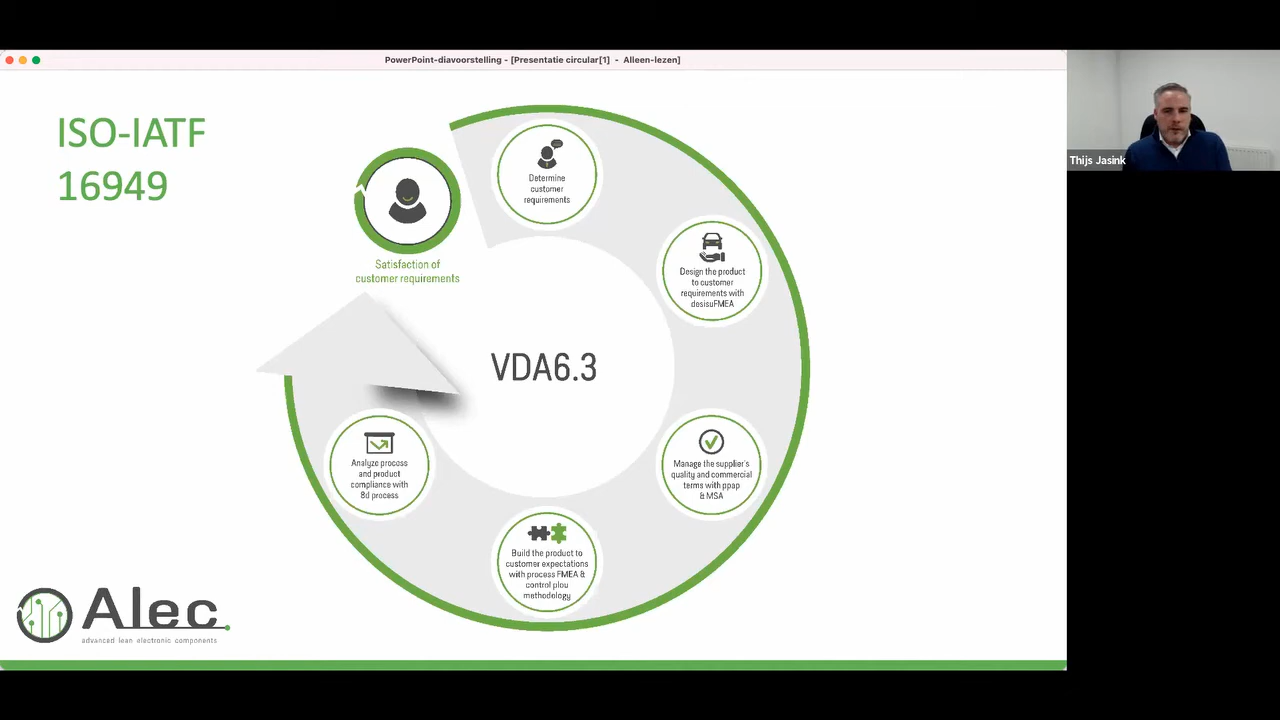 PowerPoint-diavoorstelling - [Presentatie circular[1] - Alleen-lezen]
Thijs Jasink
ISO-IATF
16949
Determine
customer
requirements
Satisfaction of
customer requirements
Design the product
to customer
requirements with
desisuFMEA
VDA6.3
Manage the supplier's
quality and commercial
terms with ppap
& MSA
Analyze process
and product
compliance with
8d process
Build the product to
customer expectations
with process FMEA &
control plou
methodology
Alec
advanced lean electronic components